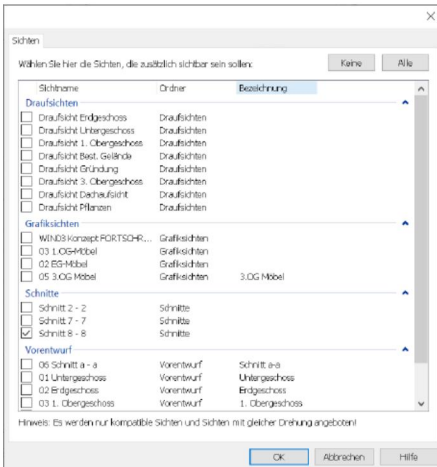 Sichten
Wählen Sie hier die Sichten, die zusätzlich sichtbar sein sollen: Keine Alle
Sichtname Ordner Bezeichnung
Draufsichten
Draufsicht Erdgeschoss Draufsichten
Draufsicht Untergeschoss Draufsichten
Draufsicht 1. Obergeschoss Draufsichten
Draufsicht Best. Gelände Draufsichten
Draufsicht Gründung Draufsichten
Draufsicht 3. Obergeschoss Draufsichten
Draufsicht Dachaufsicht Draufsichten
Draufsicht Pflanzen Draufsichten
Grafiksichten
WIN03 Konzept FORTSCHR... Grafiksichten
03 1.OG-Möbel Grafiksichten
02 EG-Möbel Grafiksichten
05 3.OG Möbel Grafiksichten 3.OG Möbel
Schnitte
Schnitt 2 - 2 Schnitte
Schnitt 7 - 7 Schnitte
Schnitt 8 - 8 Schnitte
Vorentwurf
06 Schnitt a - a Vorentwurf Schnitt a-a
01 Untergeschoss Vorentwurf Untergeschoss
02 Erdgeschoss Vorentwurf Erdgeschoss
03 1. Obergeschoss Vorentwurf 1. Obergeschoss
Hinweis: Es werden nur kompatible Sichten und Sichten mit gleicher Drehung angeboten!
OK Abbrechen Hilfe